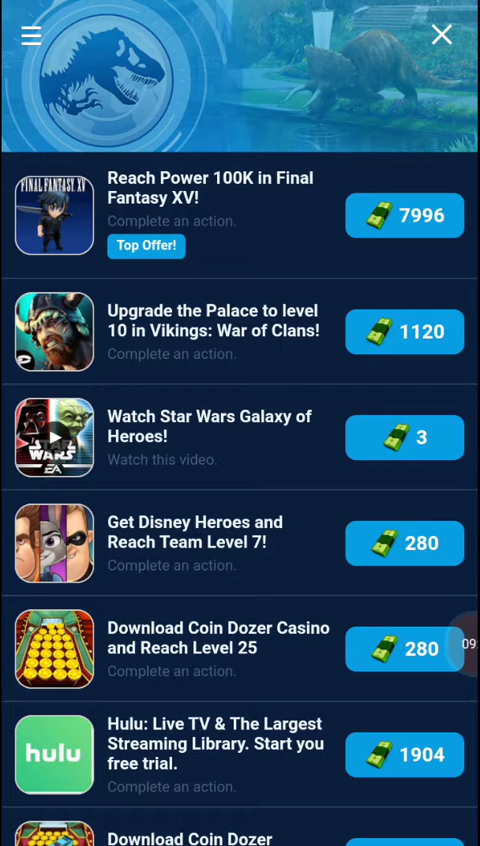 FINAL FANTASY XV
Reach Power 100K in Final
Fantasy XV!
Complete an action.
Top Offer!
7996
Upgrade the Palace to level
10 in Vikings: War of Clans!
Complete an action.
1120
STAR
WARS
EA
Watch Star Wars Galaxy of
Heroes!
Watch this video.
3
Get Disney Heroes and
Reach Team Level 7!
Complete an action.
280
Download Coin Dozer Casino
and Reach Level 25
Complete an action.
280
09:
hulu
Hulu: Live TV & The Largest
Streaming Library. Start you
free trial.
Complete an action.
1904
Download Coin Dozer